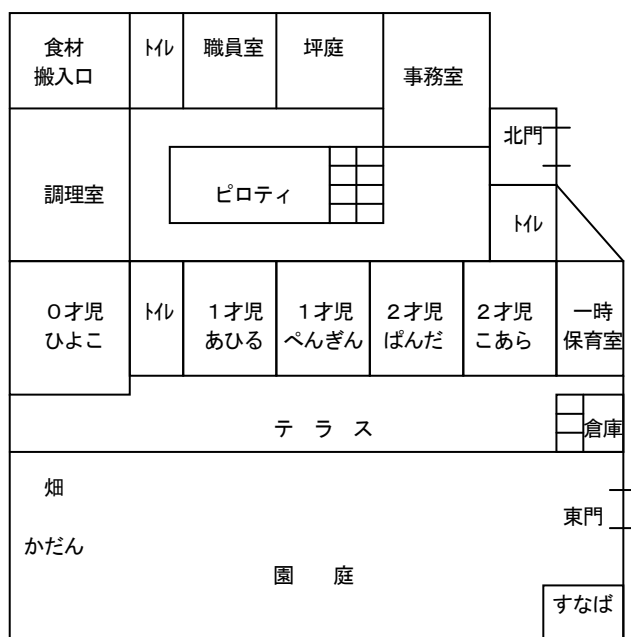 食材
搬入口
ﾄｲﾚ
職員室
坪庭
事務室
北門
調理室
ピロティ
ﾄｲﾚ
０才児
ひよこ
ﾄｲﾚ
１才児
あひる
１才児
ぺんぎん
２才児
ぱんだ
２才児
こあら
一時
保育室
テ ラ ス
倉庫
畑
東門
かだん
園 庭
すなば